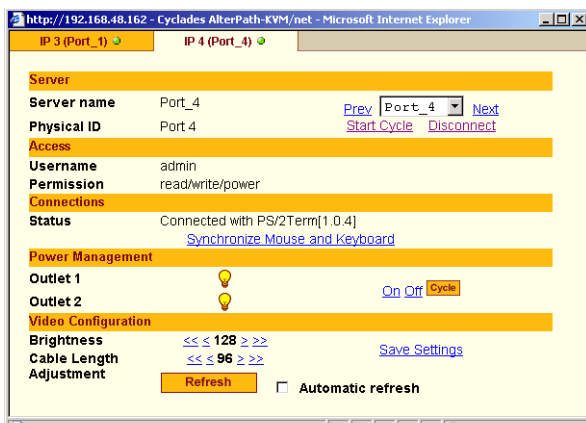 http://192.168.48.162 - Cyclades AlterPath-KVM/net - Microsoft Internet Explorer
IP 3 (Port_1) IP 4 (Port_4)
Server
Server name Port_4 Prev Port_4 Next
Physical ID Port 4 Start Cycle Disconnect
Access
Username admin
Permission read/write/power
Connections
Status Connected with PS/2Term[1.0.4]
Synchronize Mouse and Keyboard
Power Management
Outlet 1
On Off Cycle
Outlet 2
Video Configuration
Brightness << < 128 > >>
Save Settings
Cable Length << < 96 > >>
Adjustment
Refresh Automatic refresh